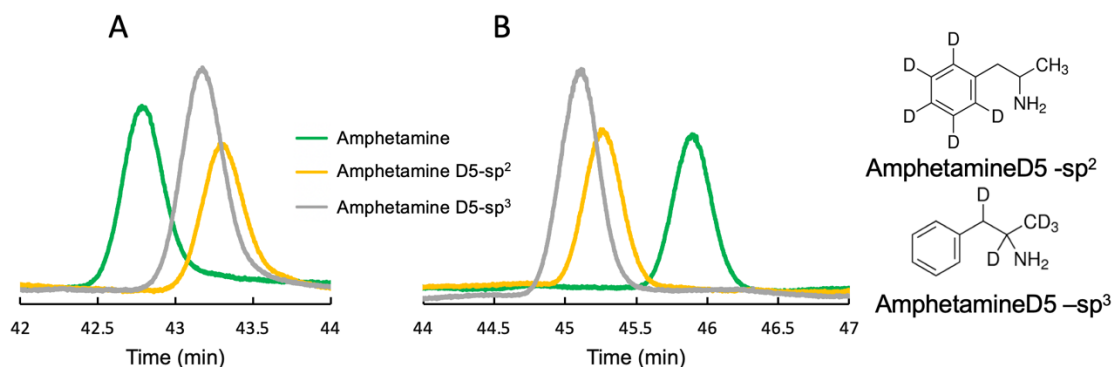 A
B
Amphetamine
Amphetamine D5-sp²
Amphetamine D5-sp³
42 42.5 43 43.5 44
Time (min)
44 44.5 45 45.5 46 46.5 47
Time (min)
D
D
CH₃
NH₂
D
D
D
AmphetamineD5 -sp²
D
CD₃
D
NH₂
AmphetamineD5 –sp³